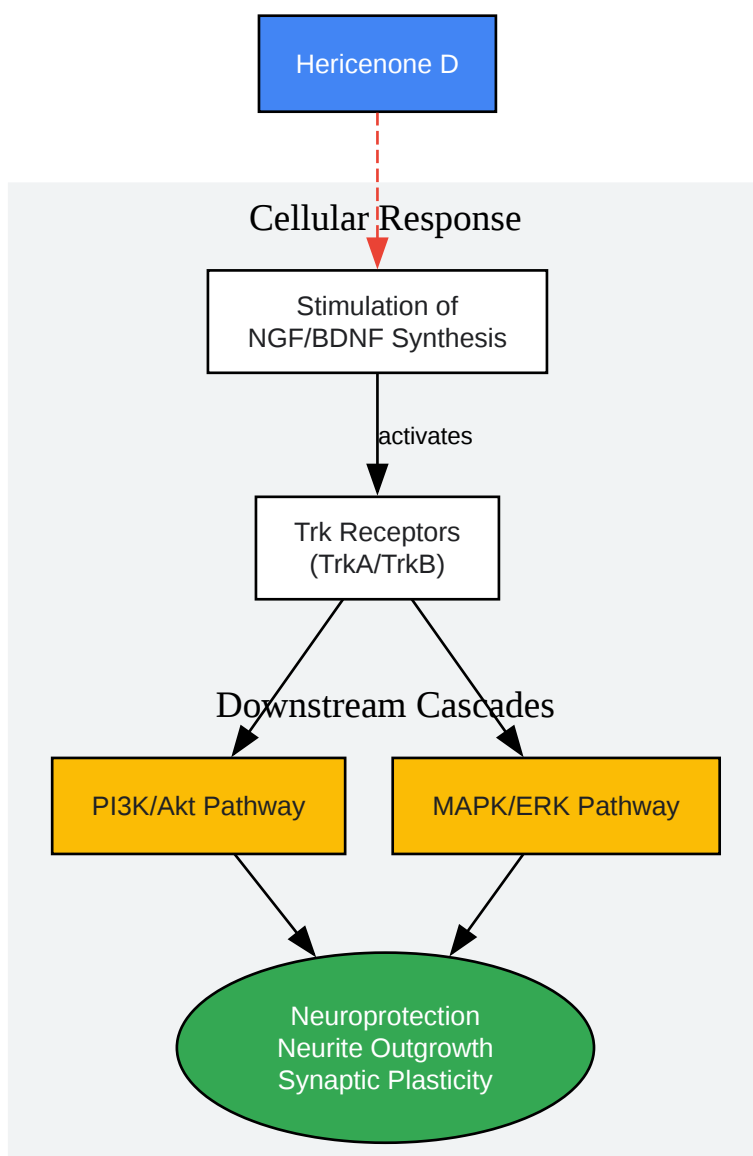 Hericenone D
Cellular Response
Stimulation of
NGF/BDNF Synthesis
activates
Trk Receptors
(TrkA/TrkB)
Downstream Cascades
PI3K/Akt Pathway
MAPK/ERK Pathway
Neuroprotection
Neurite Outgrowth
Synaptic Plasticity